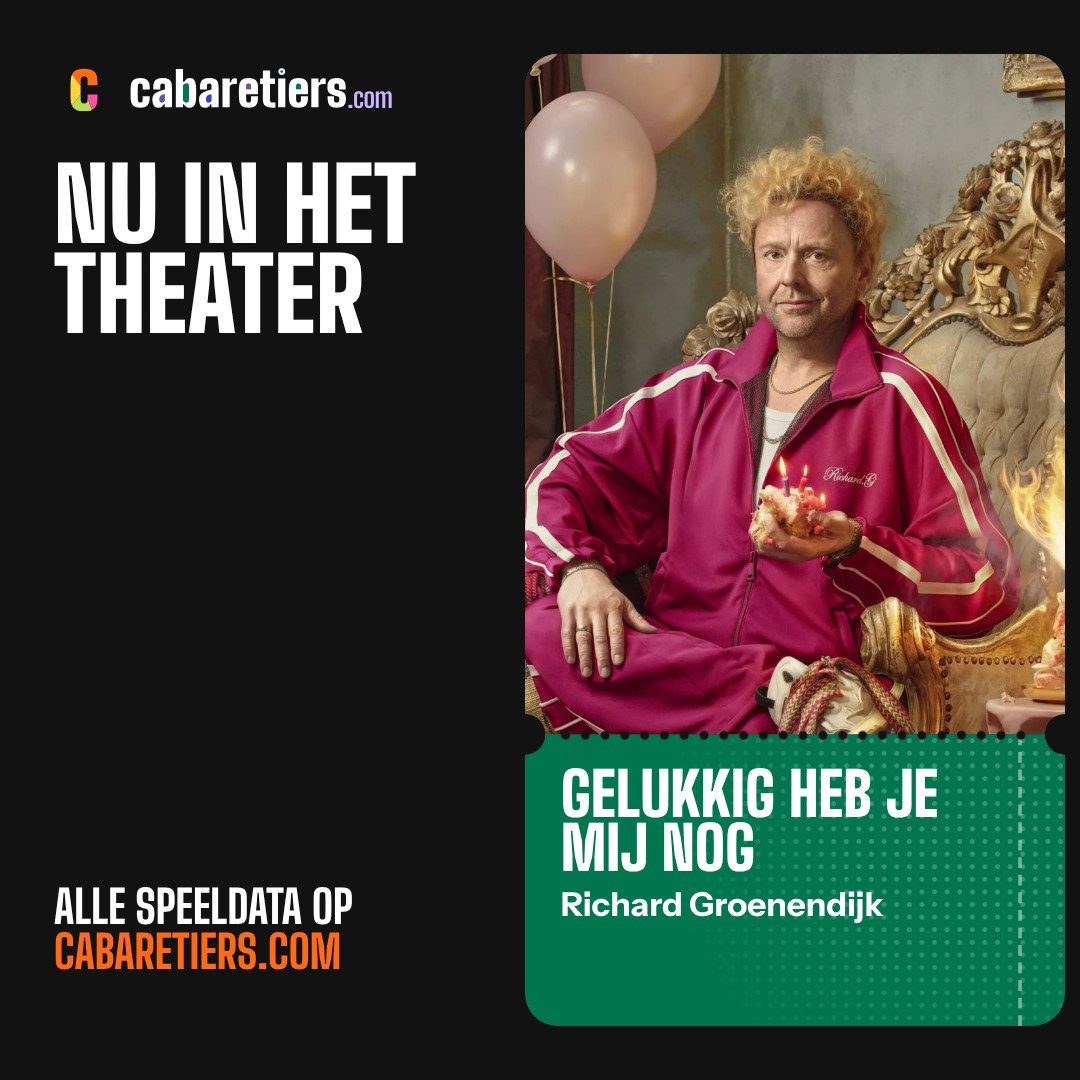 cabaretiers.com
NU IN HET
THEATER
Richard.G
GELUKKIG HEB JE
MIJ NOG
Richard Groenendijk
ALLE SPEELDATA OP
CABARETIERS.COM